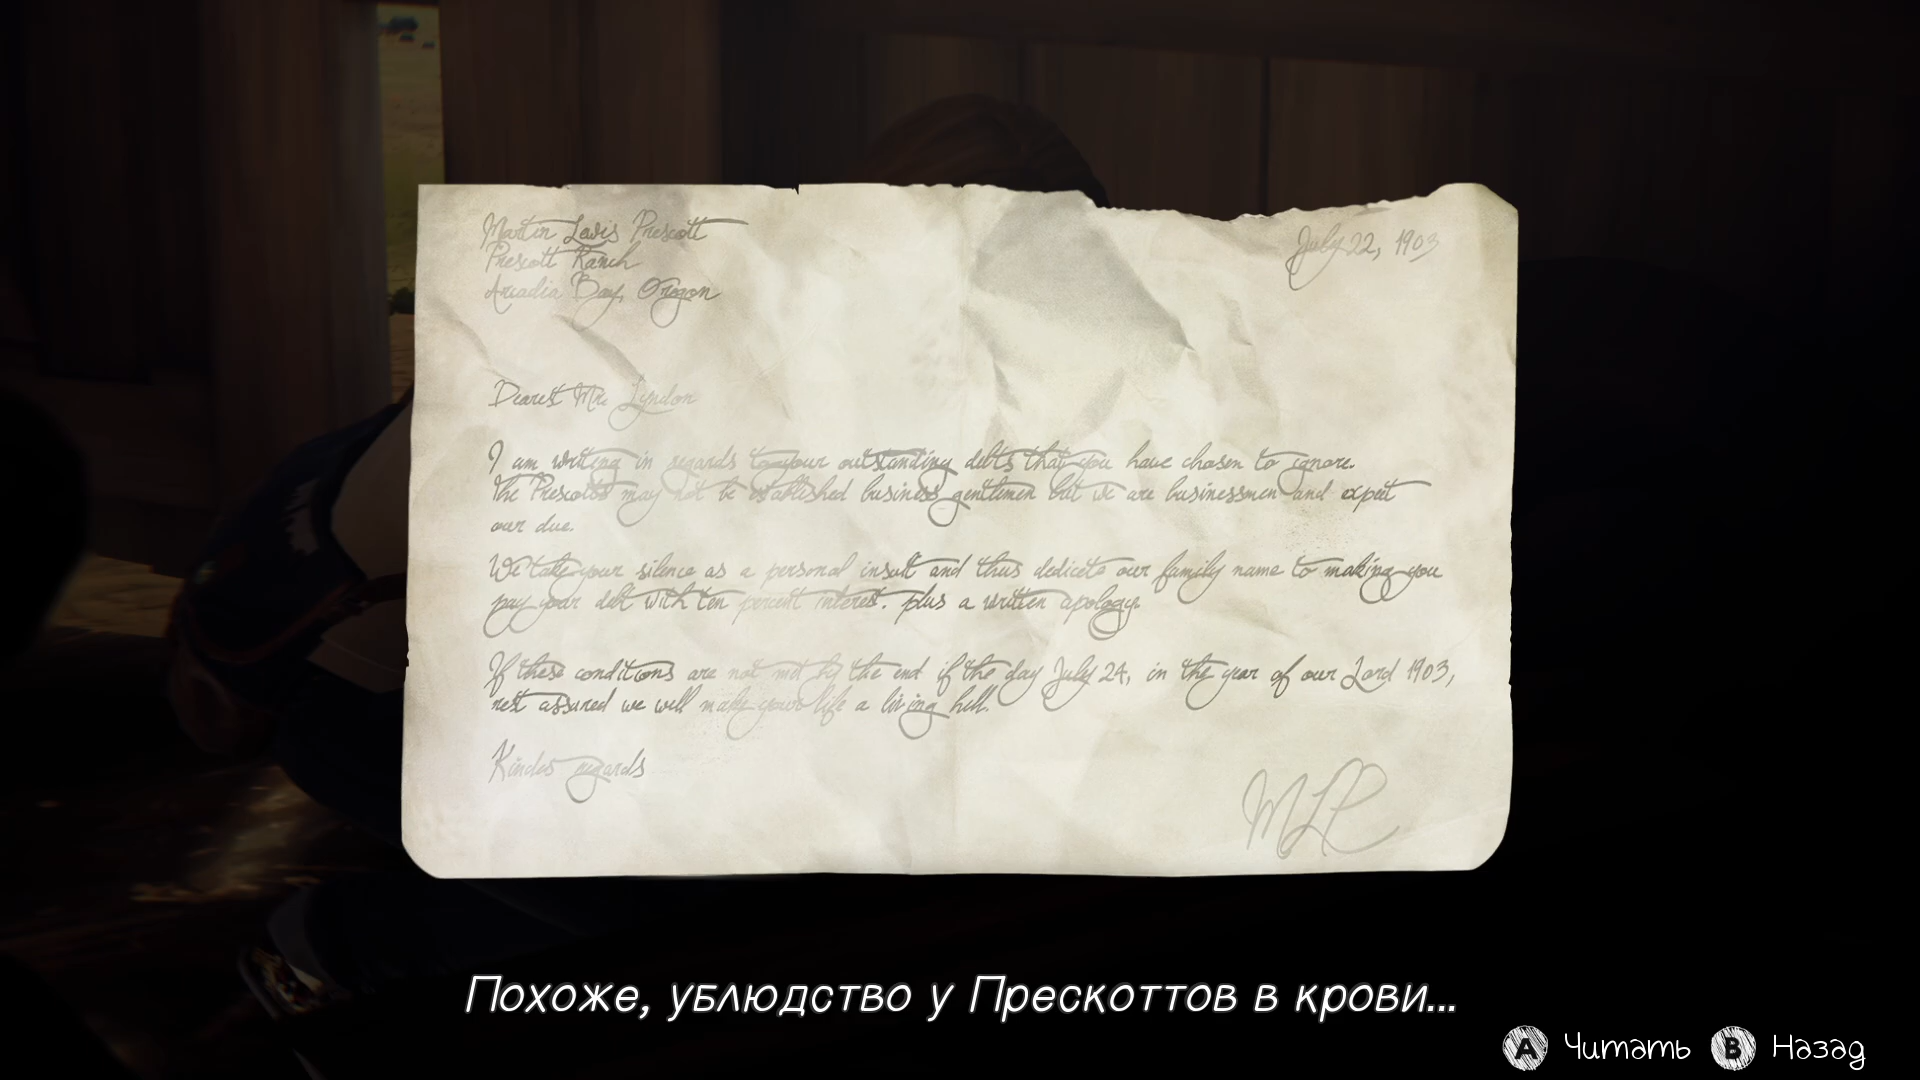 Martin Lewis Prescott
Prescott Ranch
Arcadia Bay, Oregon
July 22, 1903
Dearest Mr. Lyndon
I am writing in regards to your outstanding debts that you have chosen to ignore.
The Prescotts may not be established business gentlemen but we are businessmen and expect
our due.
We take your silence as a personal insult and thus dedicate our family name to making you
pay your debt with ten percent interest. plus a written apology.
If these conditions are not met by the end if the day July 24, in the year of our Lord 1903,
rest assured we will make your life a living hell.
Kindes regards
MLP
Похоже, ублюдство у Прескоттов в крови...
A Читать B Назад